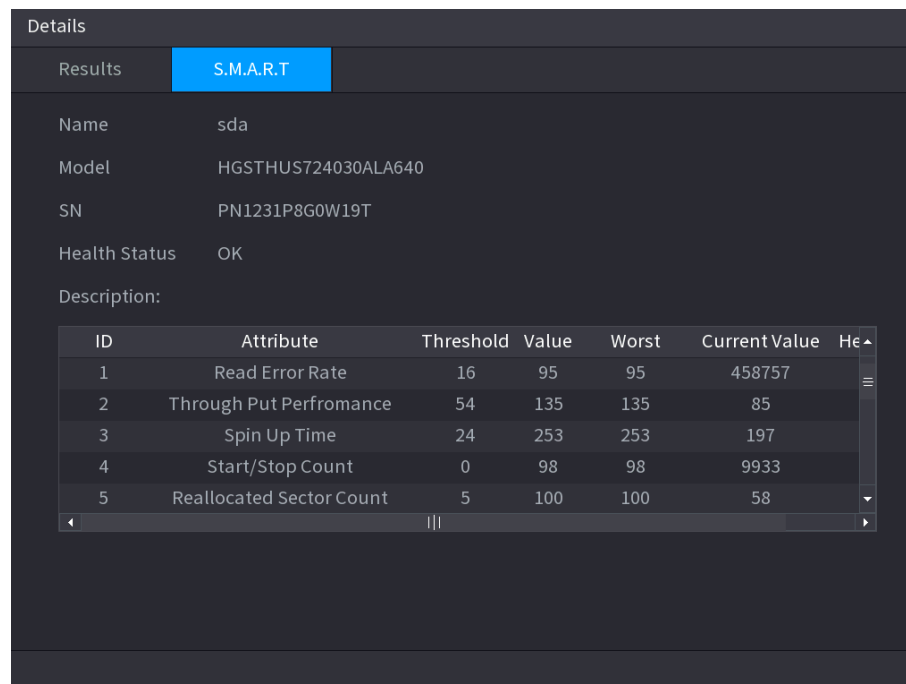 Details
Results S.M.A.R.T
Name sda
Model HGSTHUS724030ALA640
SN PN1231P8G0W19T
Health Status OK
Description:
ID Attribute Threshold Value Worst Current Value He
1 Read Error Rate 16 95 95 458757
2 Through Put Perfromance 54 135 135 85
3 Spin Up Time 24 253 253 197
4 Start/Stop Count 0 98 98 9933
5 Reallocated Sector Count 5 100 100 58